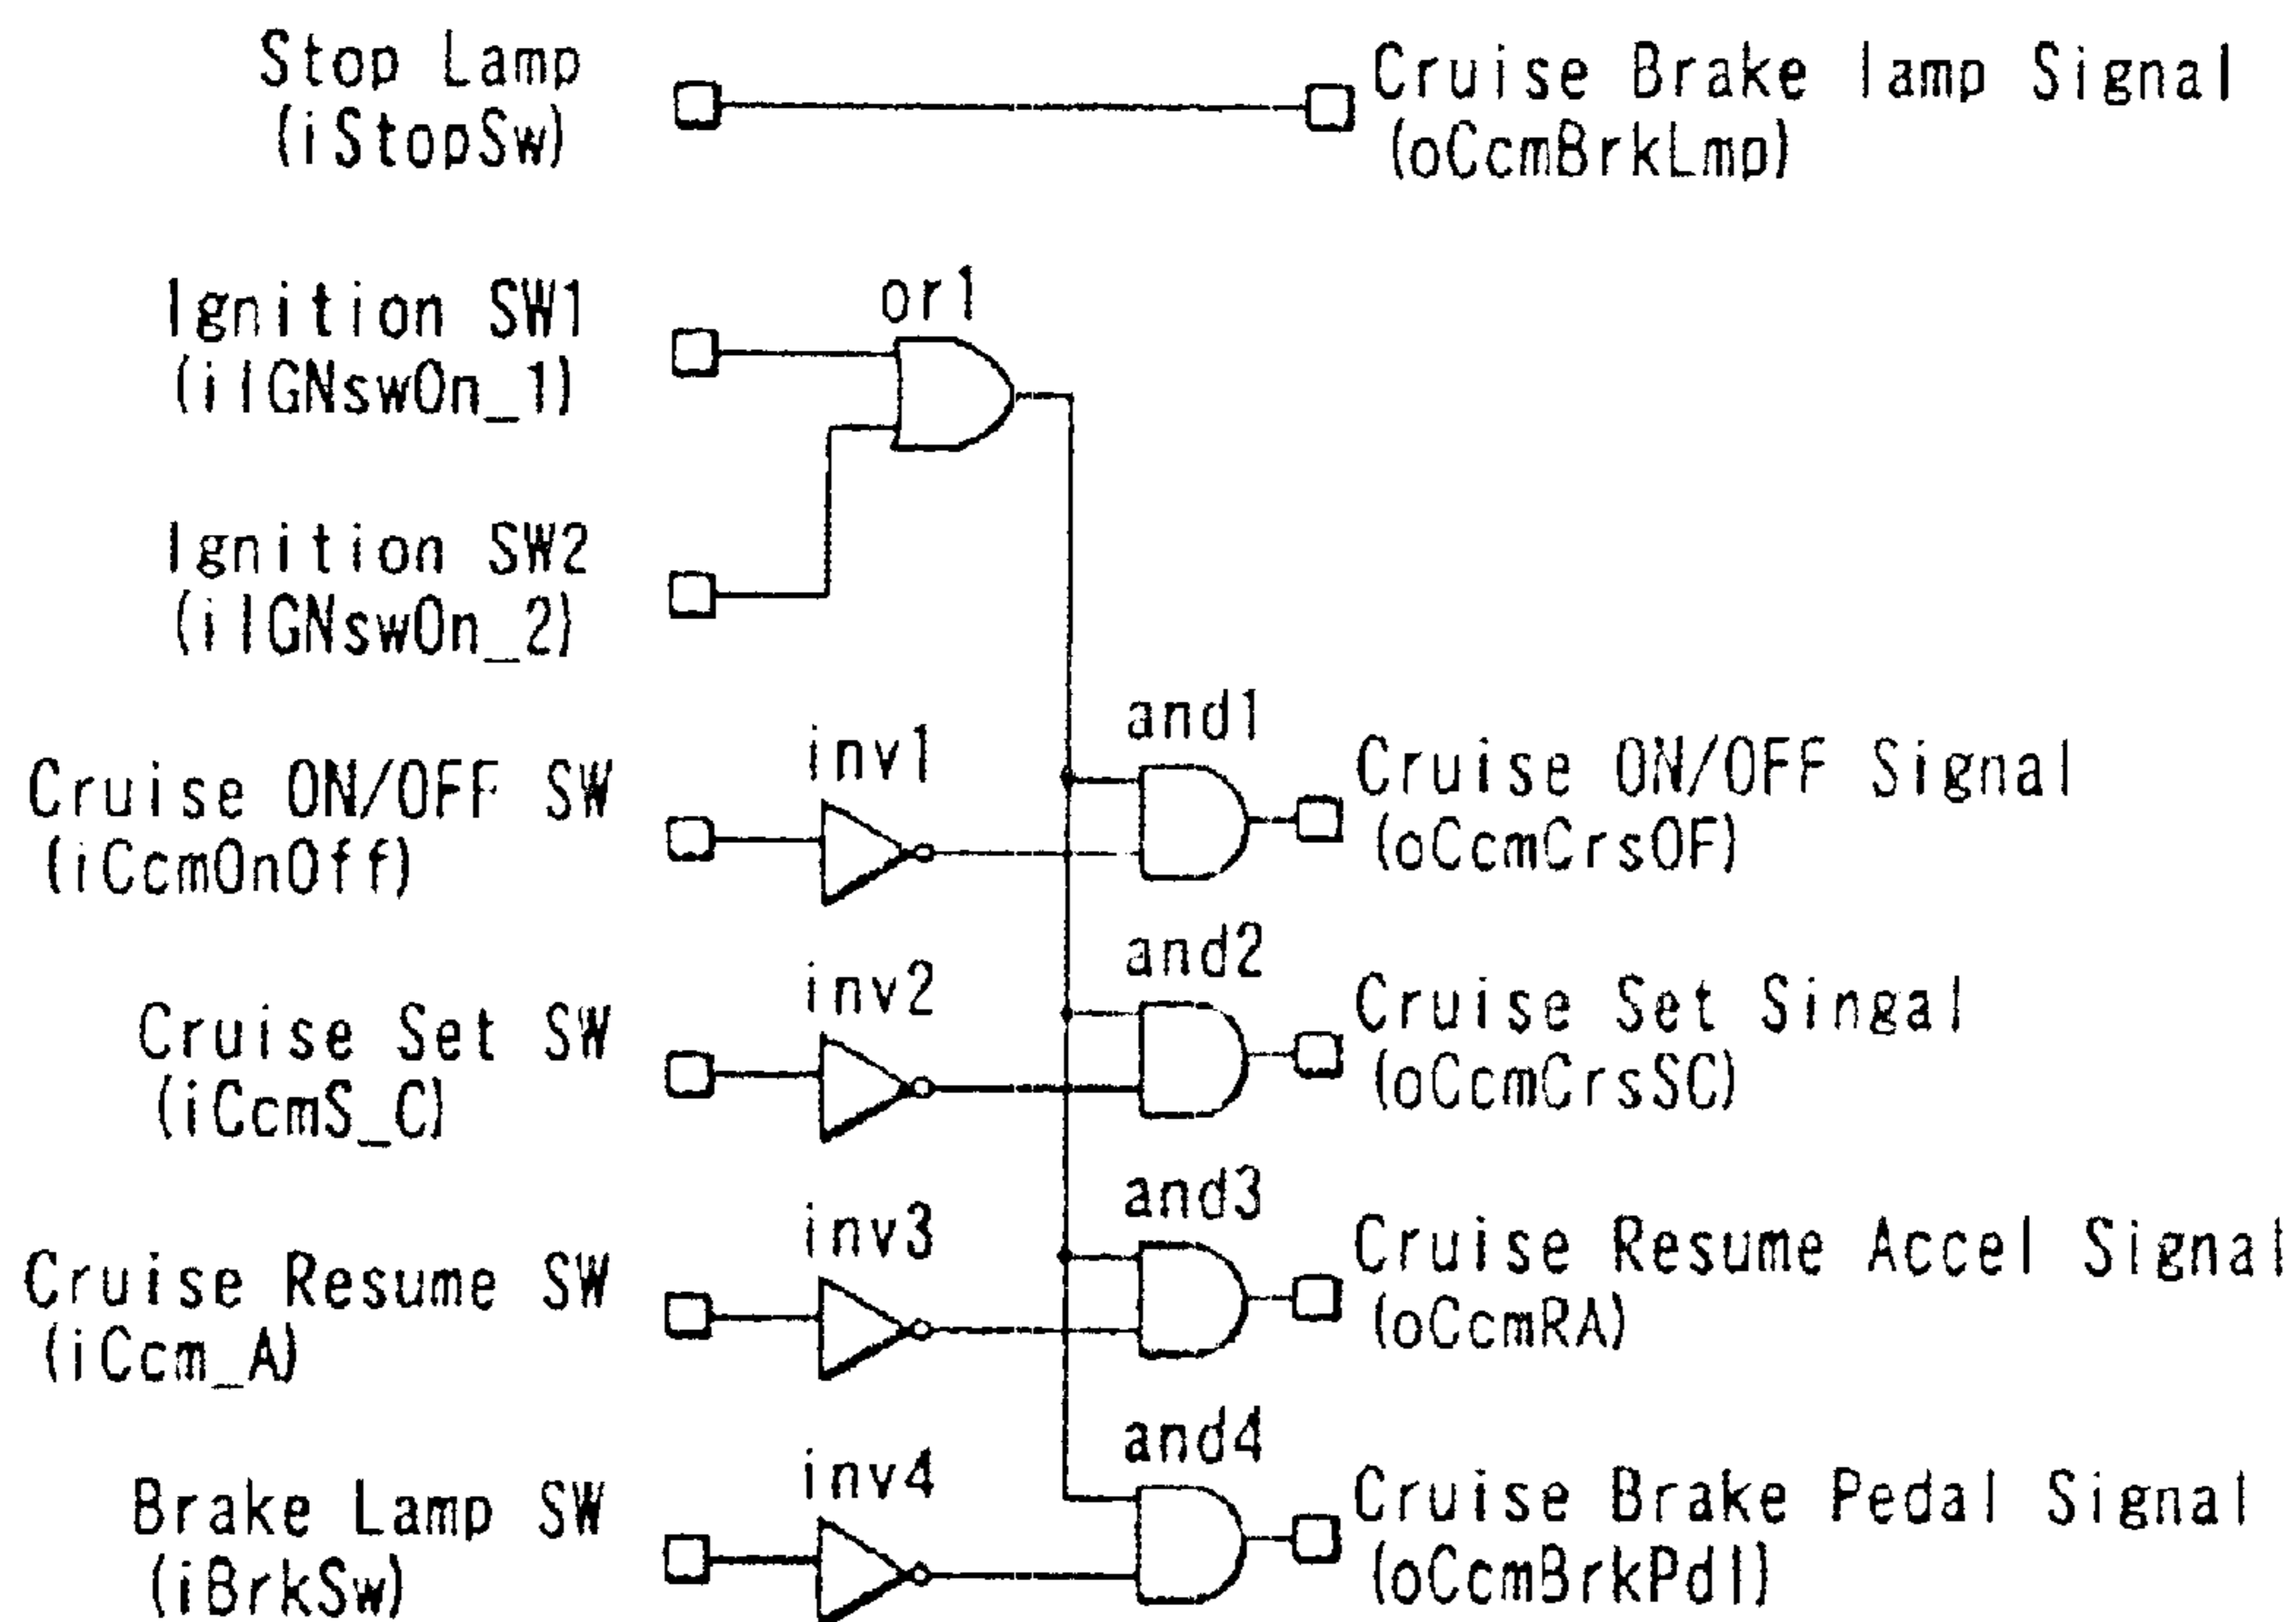 Stop Lamp
(iStopSw)
Cruise Brake lamp Signal
(oCcmBrkLmp)
Ignition SW1
(iIGNswOn_1)
or1
Ignition SW2
(iIGNswOn_2)
Cruise ON/OFF SW
(iCcmOnOff)
inv1
and1
Cruise ON/OFF Signal
(oCcmCrsOF)
Cruise Set SW
(iCcmS_C)
inv2
and2
Cruise Set Singal
(oCcmCrsSC)
Cruise Resume SW
(iCcm_A)
inv3
and3
Cruise Resume Accel Signal
(oCcmRA)
Brake Lamp SW
(iBrkSw)
inv4
and4
Cruise Brake Pedal Signal
(oCcmBrkPdl)